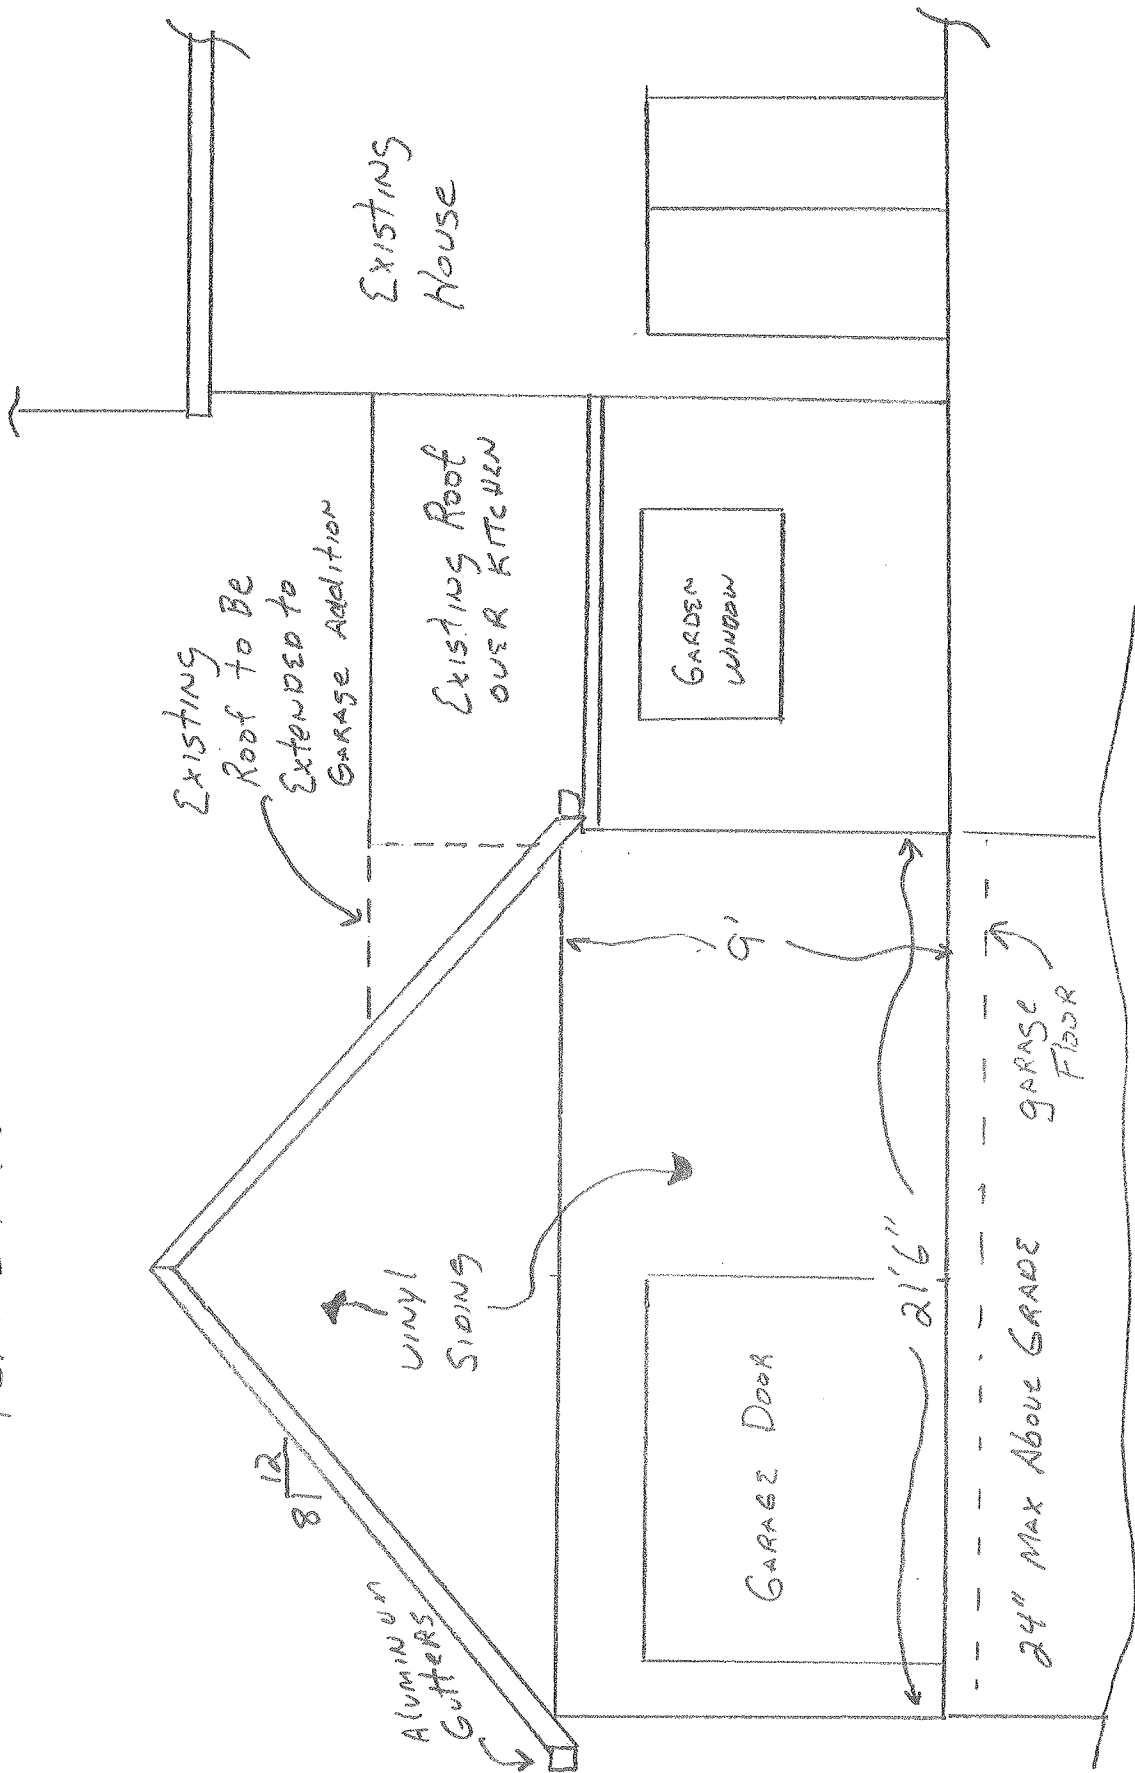 Existing
Roof to Be
Extended to
Garage Addition
Existing
House
Existing Roof
over Kitchen
Garden
Window
12
8
Aluminum
Gutters
Vinyl
Siding
9'
Garage Door
21'6"
24" Max Above Grade
garage
Floor